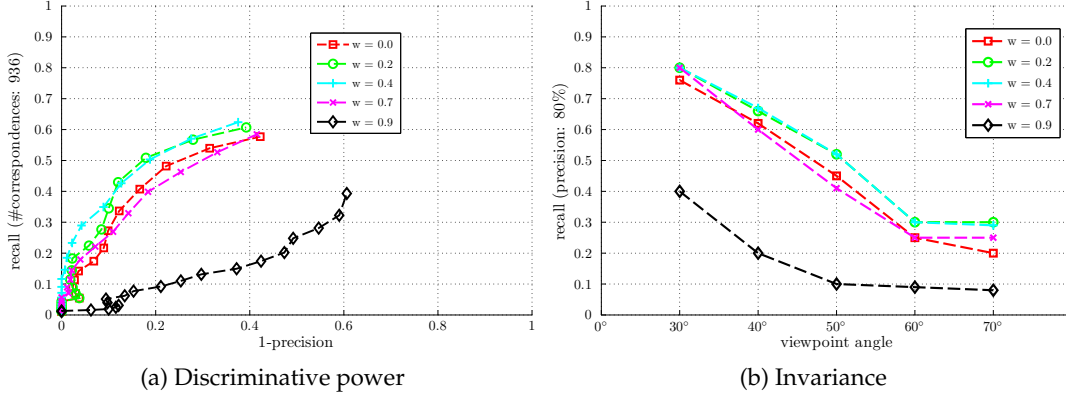 1
0.9
0.8
0.7
0.6
0.5
0.4
0.3
0.2
0.1
0
recall (#correspondences: 936)
w = 0.0
w = 0.2
w = 0.4
w = 0.7
w = 0.9
0 0.2 0.4 0.6 0.8 1
1-precision
(a) Discriminative power
1
0.9
0.8
0.7
0.6
0.5
0.4
0.3
0.2
0.1
0
recall (precision: 80%)
w = 0.0
w = 0.2
w = 0.4
w = 0.7
w = 0.9
0° 30° 40° 50° 60° 70°
viewpoint angle
(b) Invariance